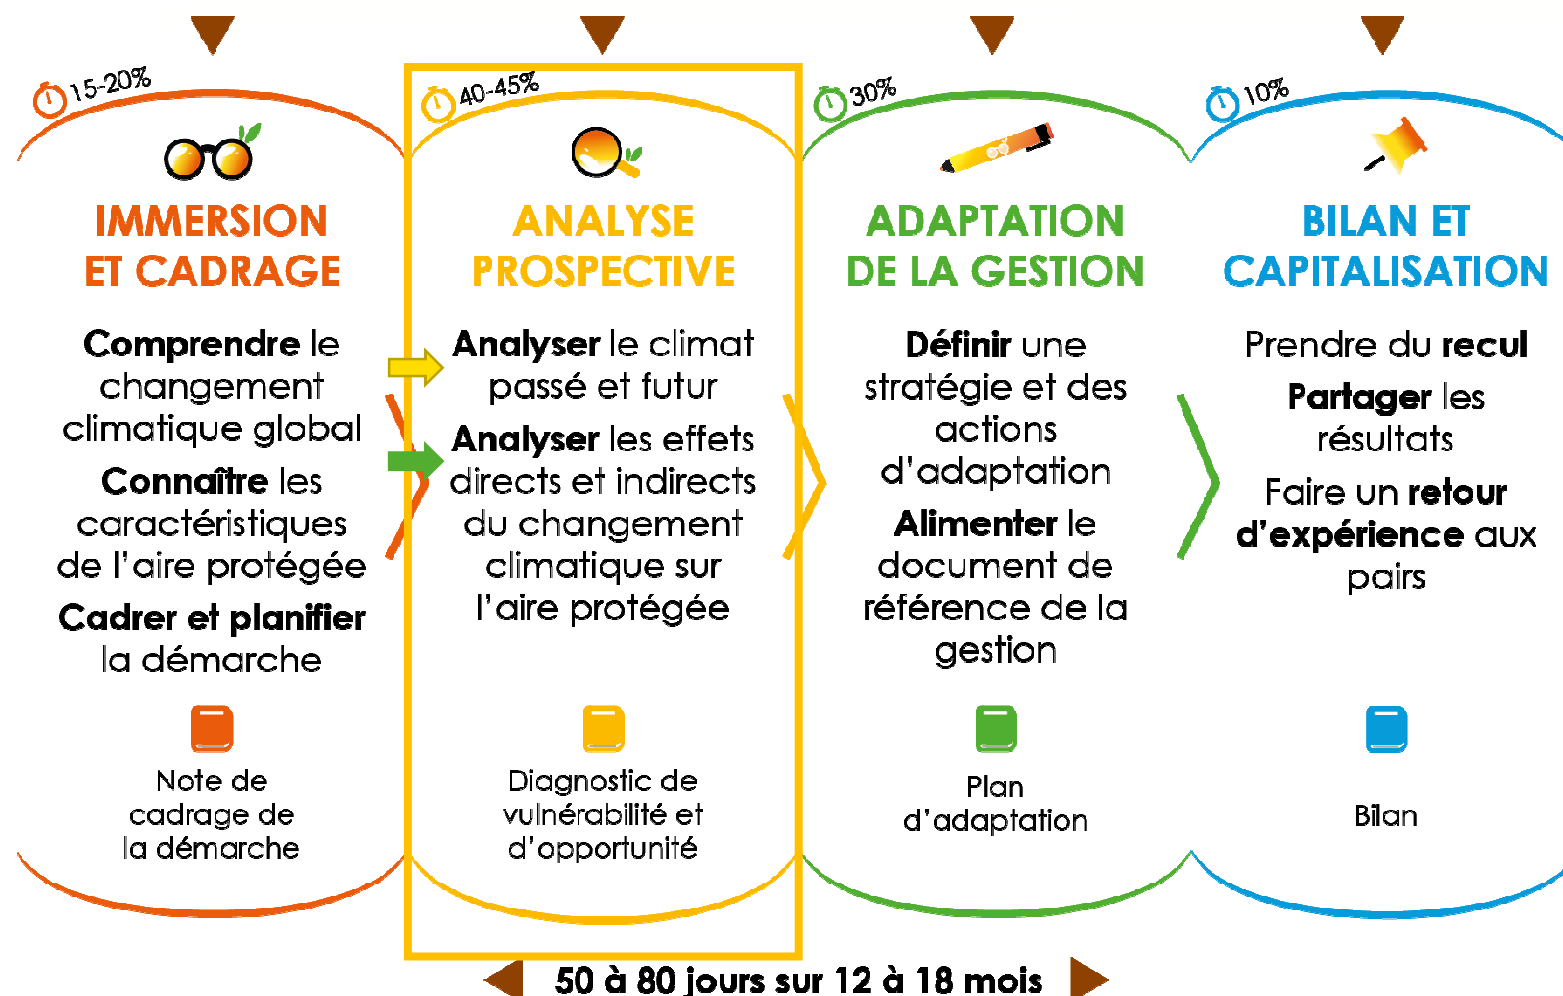 15-20%
IMMERSION
ET CADRAGE
Comprendre le
changement
climatique global
Connaître les
caractéristiques
de l'aire protégée
Cadrer et planifier
la démarche
Note de
cadrage de
la démarche
40-45%
ANALYSE
PROSPECTIVE
Analyser le climat
passé et futur
Analyser les effets
directs et indirects
du changement
climatique sur
l'aire protégée
Diagnostic de
vulnérabilité et
d'opportunité
30%
ADAPTATION
DE LA GESTION
Définir une
stratégie et des
actions
d'adaptation
Alimenter le
document de
référence de la
gestion
Plan
d'adaptation
10%
BILAN ET
CAPITALISATION
Prendre du recul
Partager les
résultats
Faire un retour
d'expérience aux
pairs
Bilan
50 à 80 jours sur 12 à 18 mois